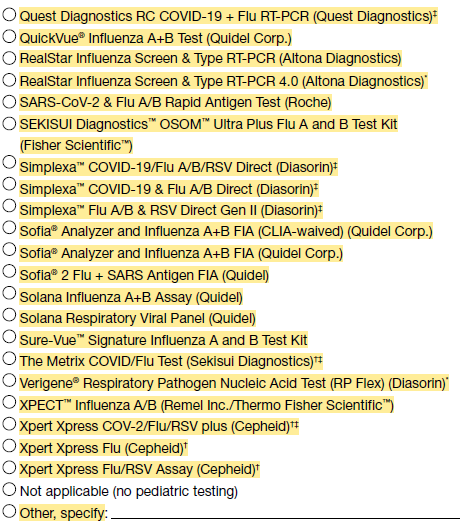 Quest Diagnostics RC COVID-19 + Flu RT-PCR (Quest Diagnostics)‡
QuickVue® Influenza A+B Test (Quidel Corp.)
RealStar Influenza Screen & Type RT-PCR (Altona Diagnostics)
RealStar Influenza Screen & Type RT-PCR 4.0 (Altona Diagnostics)*
SARS-CoV-2 & Flu A/B Rapid Antigen Test (Roche)
SEKISUI Diagnostics™ OSOM™ Ultra Plus Flu A and B Test Kit
(Fisher Scientific™)
Simplexa™ COVID-19/Flu A/B/RSV Direct (Diasorin)‡
Simplexa™ COVID-19 & Flu A/B Direct (Diasorin)‡
Simplexa™ Flu A/B & RSV Direct Gen II (Diasorin)‡
Sofia® Analyzer and Influenza A+B FIA (CLIA-waived) (Quidel Corp.)
Sofia® Analyzer and Influenza A+B FIA (Quidel Corp.)
Sofia® 2 Flu + SARS Antigen FIA (Quidel)
Solana Influenza A+B Assay (Quidel)
Solana Respiratory Viral Panel (Quidel)
Sure-Vue™ Signature Influenza A and B Test Kit
The Metrix COVID/Flu Test (Sekisui Diagnostics)†‡
Verigene® Respiratory Pathogen Nucleic Acid Test (RP Flex) (Diasorin)*
XPECT™ Influenza A/B (Remel Inc./Thermo Fisher Scientific™)
Xpert Xpress COV-2/Flu/RSV plus (Cepheid)†‡
Xpert Xpress Flu (Cepheid)†
Xpert Xpress Flu/RSV Assay (Cepheid)†
Not applicable (no pediatric testing)
Other, specify: